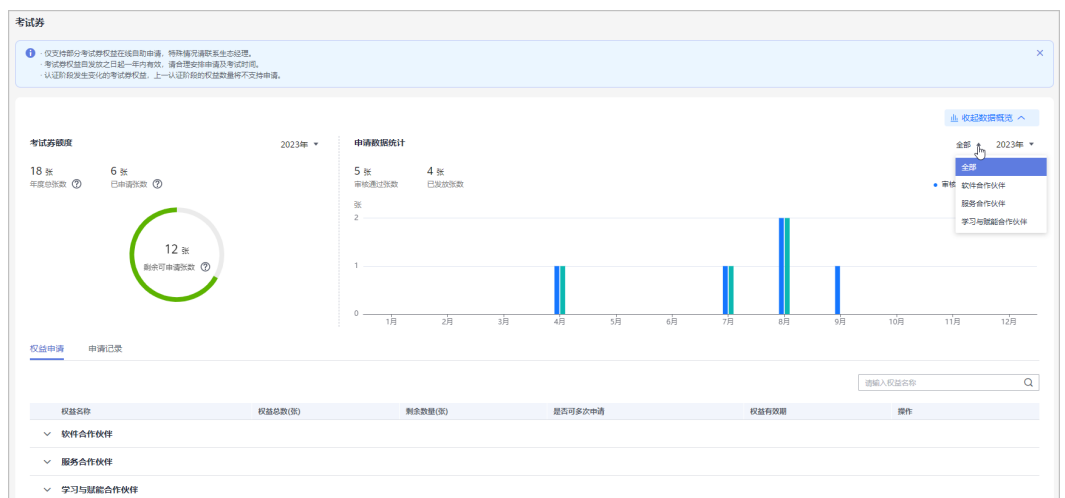 考试券
· 仅支持部分考试券权益在线自助申请，特殊情况请联系生态经理。
· 考试券权益自发放之日起一年内有效，请合理安排申请及考试时间。
· 认证阶段发生变化的考试券权益，上一认证阶段的权益数量将不支持申请。
收起数据概览
考试券额度
2023年
申请数据统计
全部
2023年
18 张
年度总张数
6 张
已申请张数
5 张
审核通过张数
4 张
已发放张数
全部
软件合作伙伴
服务合作伙伴
学习与赋能合作伙伴
审核
12 张
剩余可申请张数
张
2
1
0
1月 2月 3月 4月 5月 6月 7月 8月 9月 10月 11月 12月
权益申请 申请记录
请输入权益名称
权益名称 权益总数(张) 剩余数量(张) 是否可多次申请 权益有效期 操作
软件合作伙伴
服务合作伙伴
学习与赋能合作伙伴